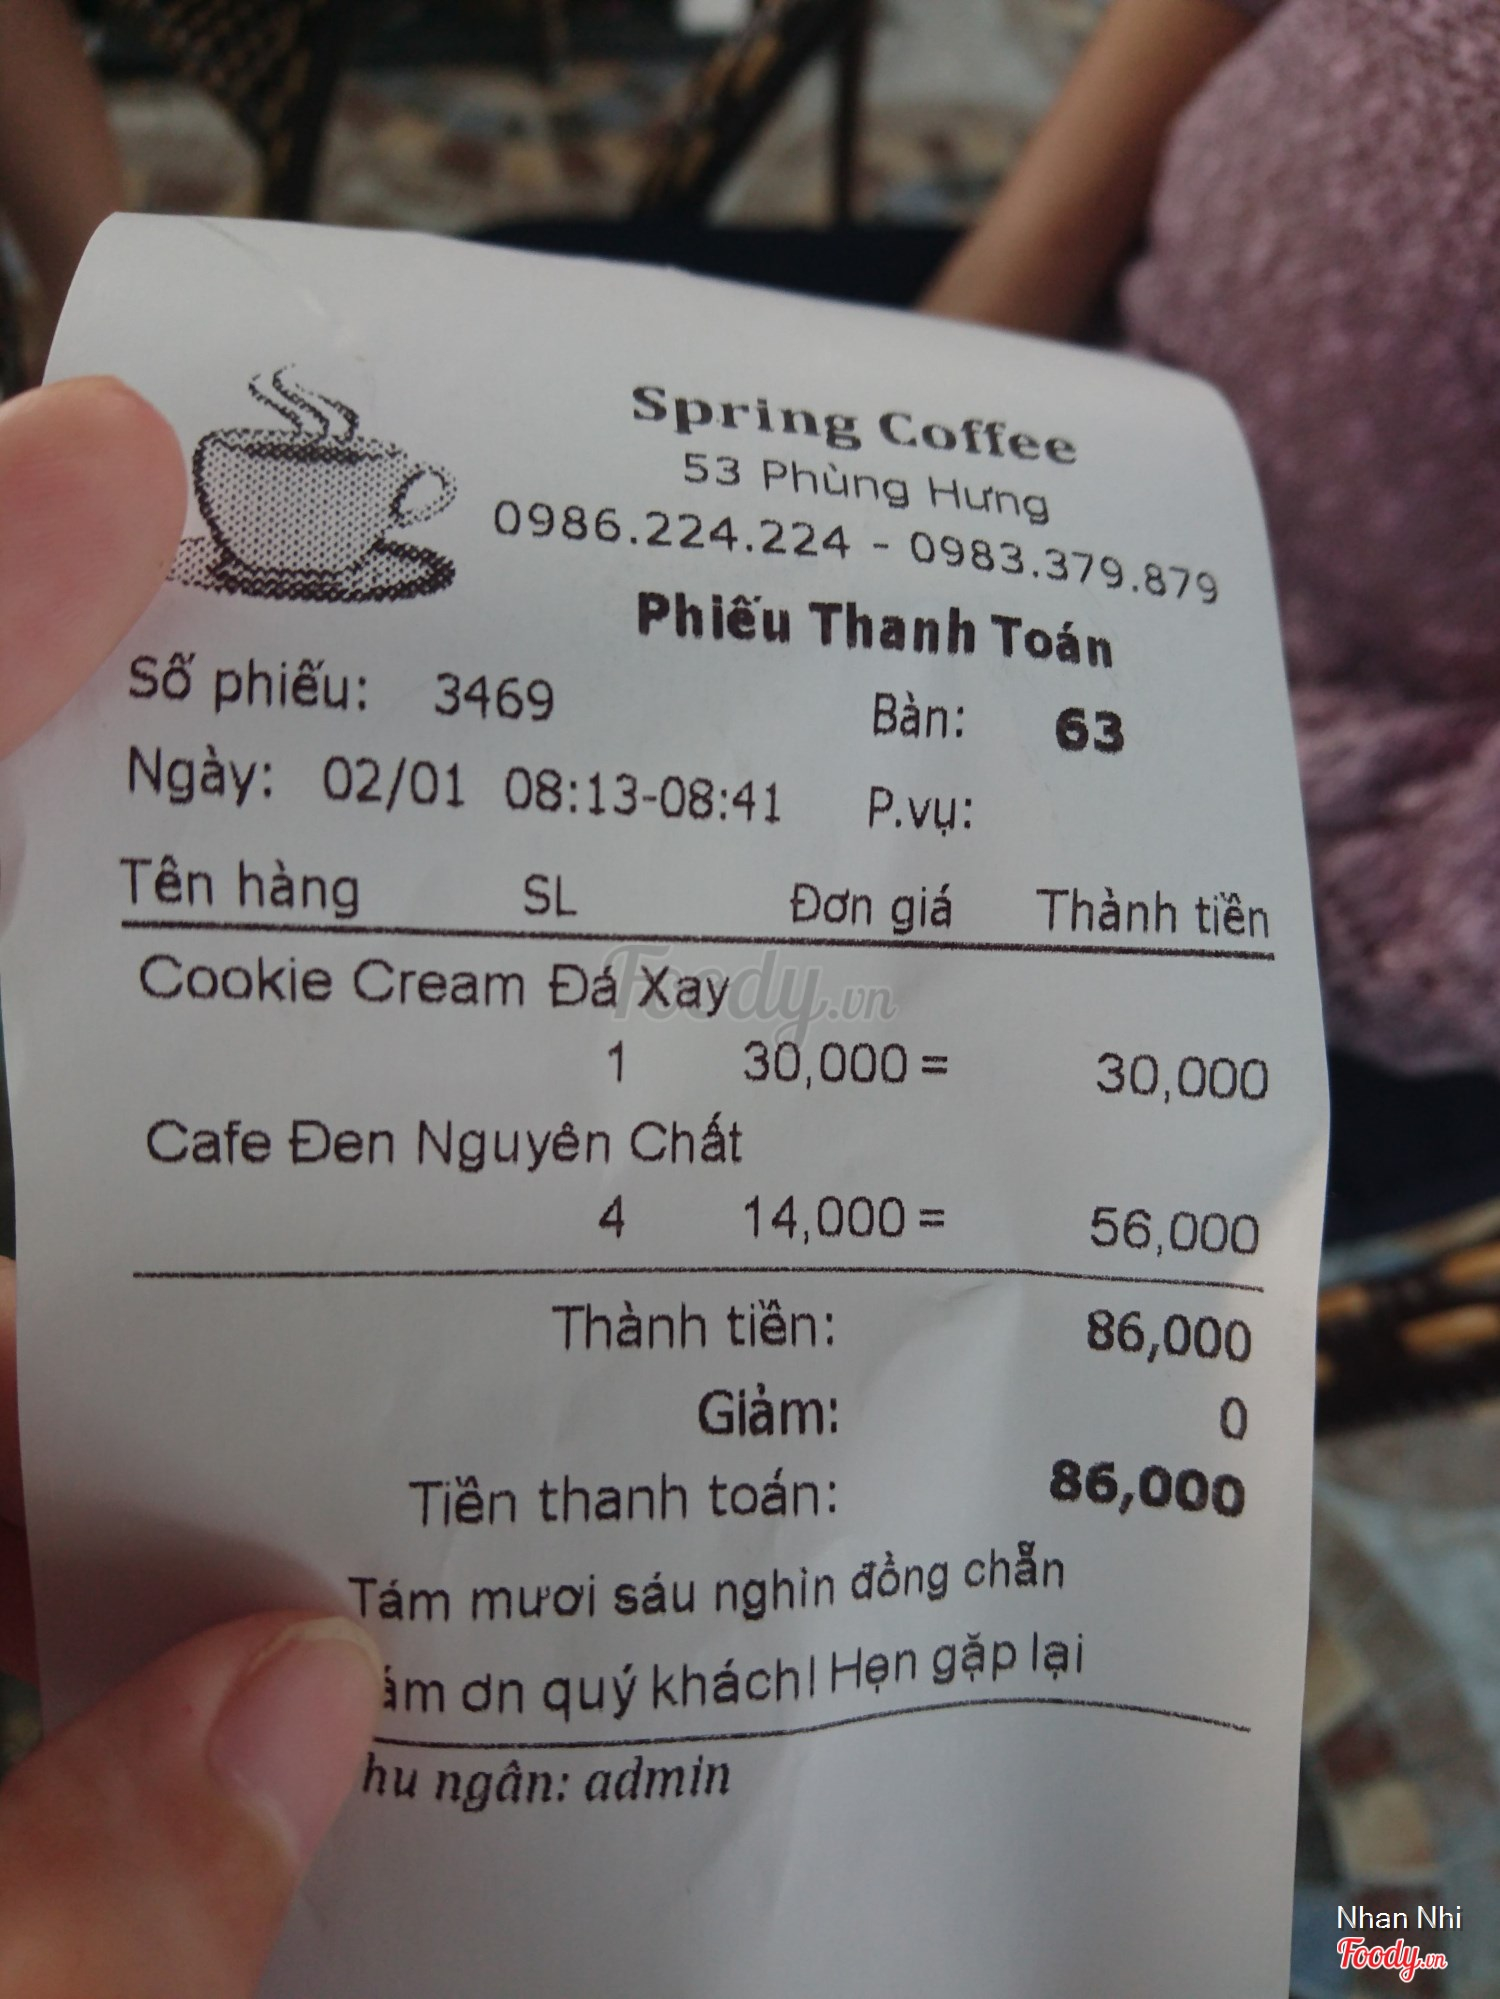 Spring Coffee
53 Phùng Hưng
0986.224.224 - 0983.379.879
Phiếu Thanh Toán
Số phiếu: 3469 Bàn: 63
Ngày: 02/01 08:13-08:41 P.vụ:
Tên hàng SL Đơn giá Thành tiền
Cookie Cream Đá Xay
1 30,000 = 30,000
Cafe Đen Nguyên Chất
4 14,000 = 56,000
Thành tiền: 86,000
Giảm: 0
Tiền thanh toán: 86,000
Tám mươi sáu nghìn đồng chẵn
ám ơn quý khách! Hẹn gặp lại
hu ngân: admin
Foody.vn
Nhan Nhi
Foody.vn